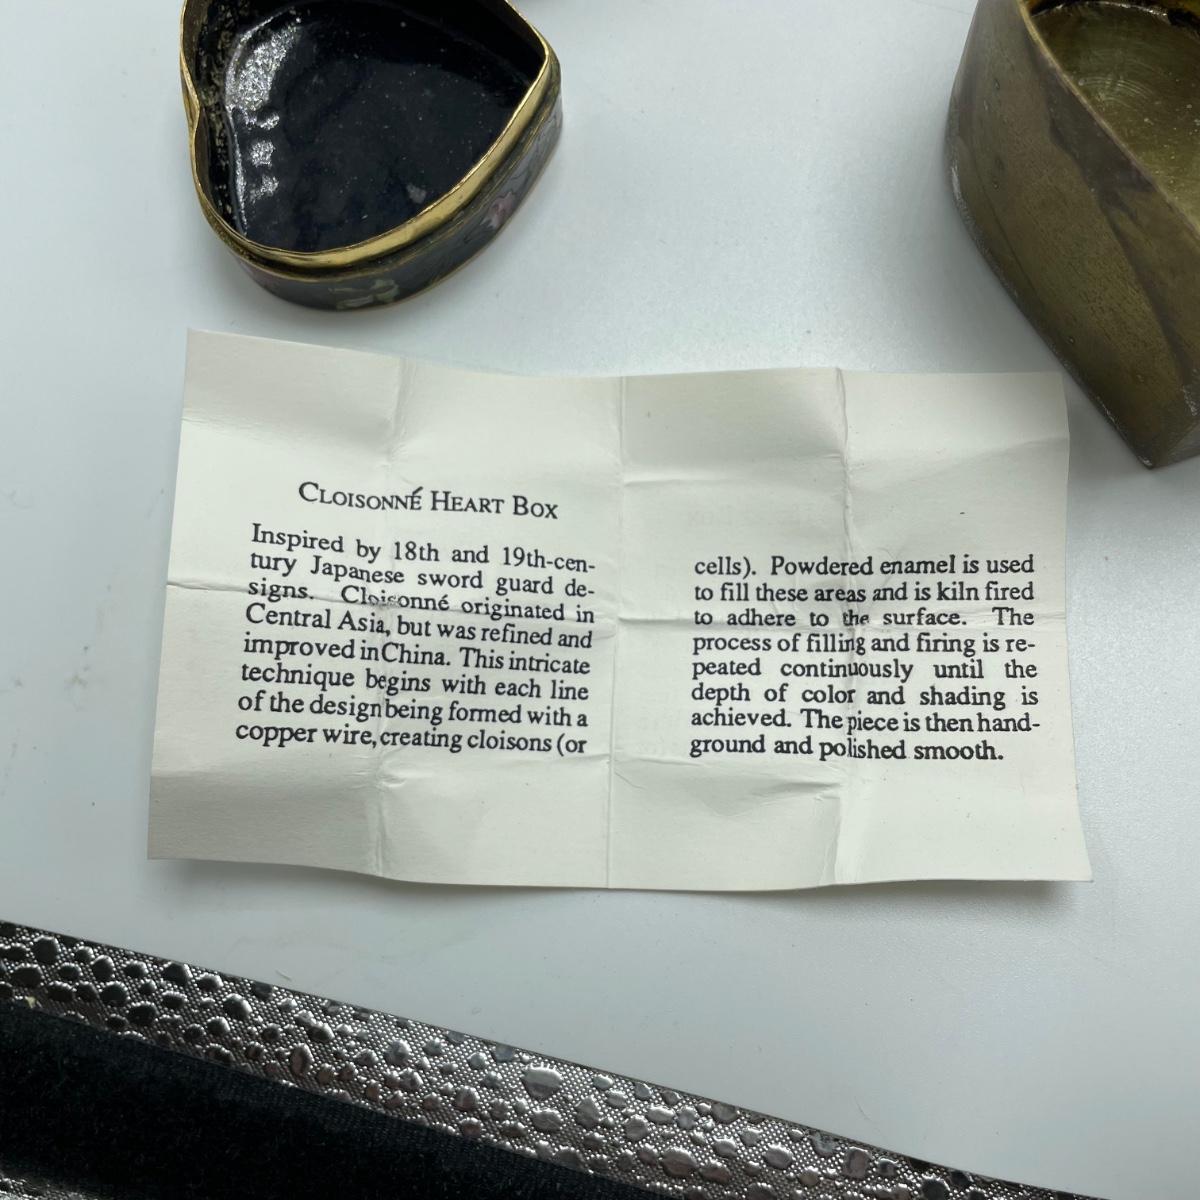 CLOISONNÉ HEART BOX
Inspired by 18th and 19th-cen-
tury Japanese sword guard de-
signs. Cloisonné originated in
Central Asia, but was refined and
improved in China. This intricate
technique begins with each line
of the design being formed with a
copper wire, creating cloisons (or
cells). Powdered enamel is used
to fill these areas and is kiln fired
to adhere to the surface. The
process of filling and firing is re-
peated continuously until the
depth of color and shading is
achieved. The piece is then hand-
ground and polished smooth.